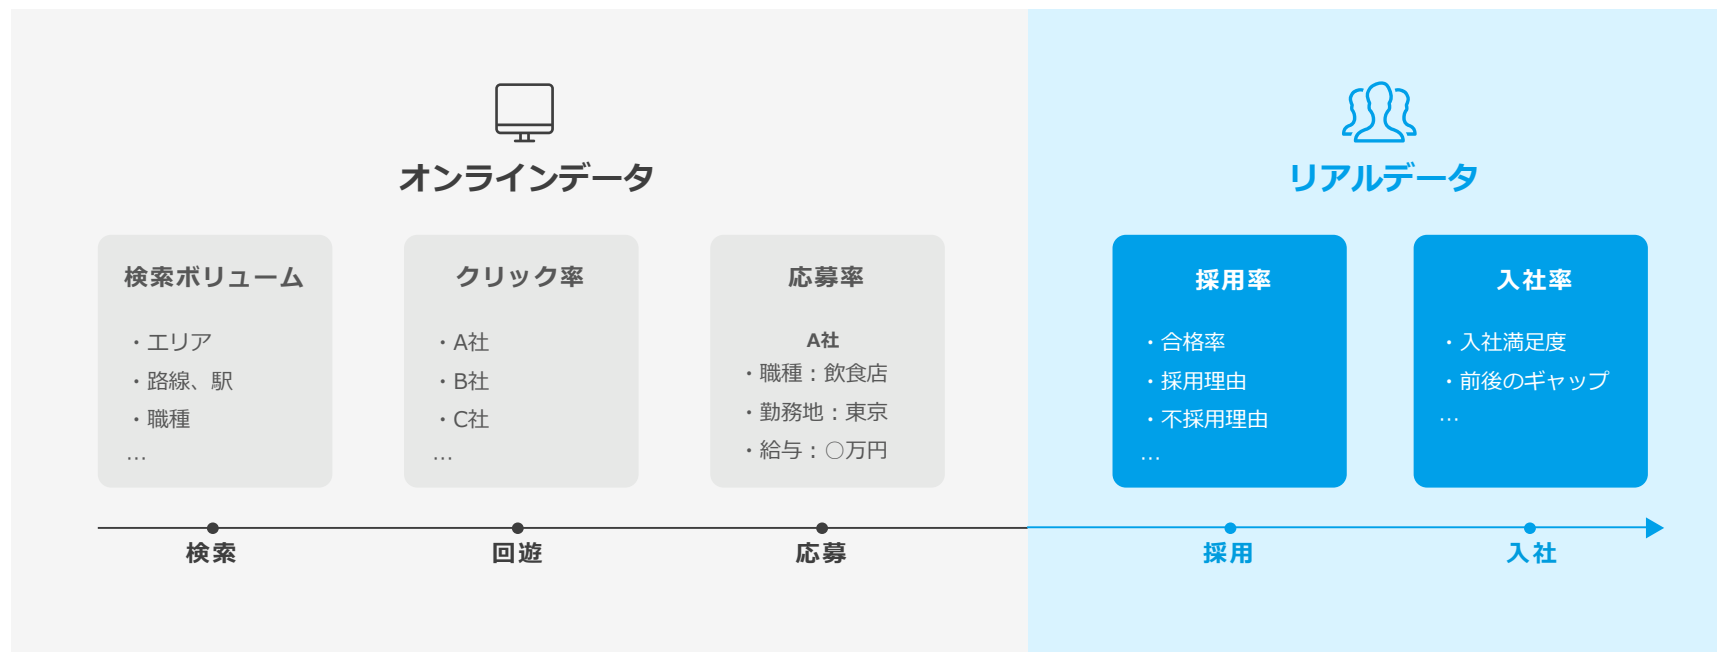 オンラインデータ
リアルデータ
検索ボリューム
・エリア
・路線、駅
・職種
…
クリック率
・A社
・B社
・C社
…
応募率
A社
・職種：飲食店
・勤務地：東京
・給与：○万円
採用率
・合格率
・採用理由
・不採用理由
…
入社率
・入社満足度
・前後のギャップ
…
検索
回遊
応募
採用
入社